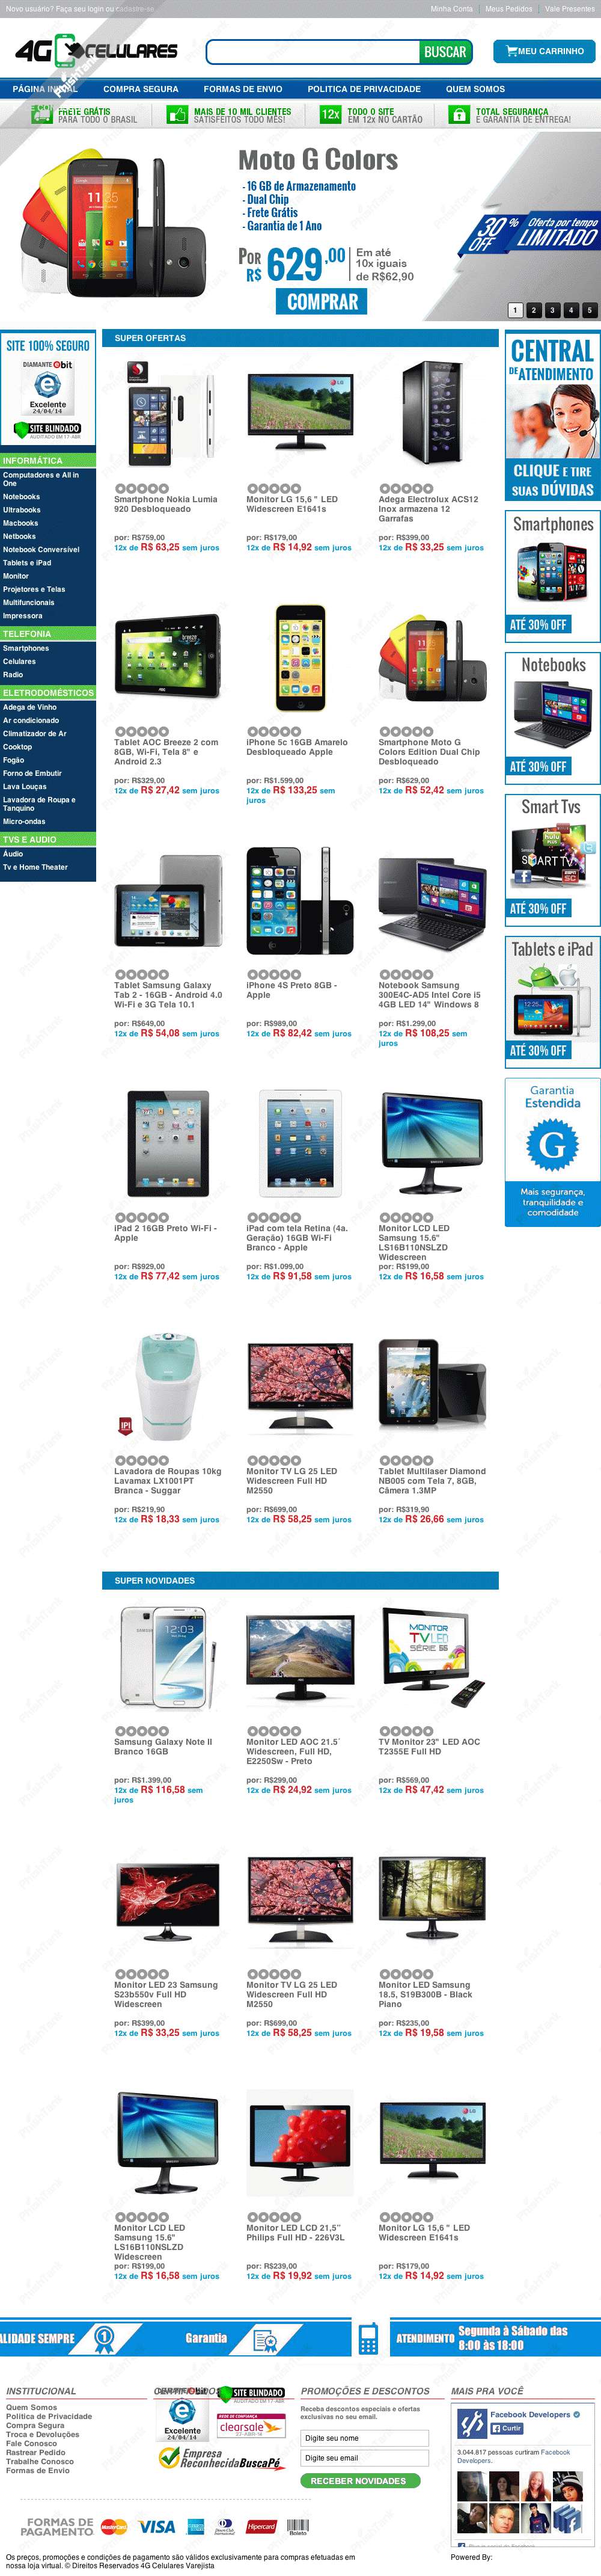 Novo usuário? Faça seu login ou cadastre-se
Minha Conta
Meus Pedidos
Vale Presentes
4G CELULARES
BUSCAR
MEU CARRINHO
PÁGINA INICIAL
COMPRA SEGURA
FORMAS DE ENVIO
POLITICA DE PRIVACIDADE
QUEM SOMOS
FRETE GRÁTIS
PARA TODO O BRASIL
MAIS DE 10 MIL CLIENTES
SATISFEITOS TODO MÊS!
12x
TODO O SITE
EM 12x NO CARTÃO
TOTAL SEGURANÇA
E GARANTIA DE ENTREGA!
Moto G Colors
- 16 GB de Armazenamento
- Dual Chip
- Frete Grátis
- Garantia de 1 Ano
POR R$ 629,00
Em até
10x iguais
de R$62,90
COMPRAR
30% OFF
Oferta por tempo
LIMITADO
1 2 3 4 5
SITE 100% SEGURO
DIAMANTE ebit
Excelente
24/04/14
SITE BLINDADO
AUDITADO EM 17-ABR
INFORMÁTICA
Computadores e All in
One
Notebooks
Ultrabooks
Macbooks
Netbooks
Notebook Conversível
Tablets e iPad
Monitor
Projetores e Telas
Multifuncionais
Impressora
TELEFONIA
Smartphones
Celulares
Radio
ELETRODOMÉSTICOS
Adega de Vinho
Ar condicionado
Climatizador de Ar
Cooktop
Fogão
Forno de Embutir
Lava Louças
Lavadora de Roupa e
Tanquino
Micro-ondas
TVS E AUDIO
Áudio
Tv e Home Theater
SUPER OFERTAS
Smartphone Nokia Lumia
920 Desbloqueado
por: R$759,00
12x de R$ 63,25 sem juros
Monitor LG 15,6 " LED
Widescreen E1641s
por: R$179,00
12x de R$ 14,92 sem juros
Adega Electrolux ACS12
Inox armazena 12
Garrafas
por: R$399,00
12x de R$ 33,25 sem juros
Tablet AOC Breeze 2 com
8GB, Wi-Fi, Tela 8" e
Android 2.3
por: R$329,00
12x de R$ 27,42 sem juros
iPhone 5c 16GB Amarelo
Desbloqueado Apple
por: R$1.599,00
12x de R$ 133,25 sem
juros
Smartphone Moto G
Colors Edition Dual Chip
Desbloqueado
por: R$629,00
12x de R$ 52,42 sem juros
Tablet Samsung Galaxy
Tab 2 - 16GB - Android 4.0
Wi-Fi e 3G Tela 10.1
por: R$649,00
12x de R$ 54,08 sem juros
iPhone 4S Preto 8GB -
Apple
por: R$989,00
12x de R$ 82,42 sem juros
Notebook Samsung
300E4C-AD5 Intel Core i5
4GB LED 14" Windows 8
por: R$1.299,00
12x de R$ 108,25 sem
juros
iPad 2 16GB Preto Wi-Fi -
Apple
por: R$929,00
12x de R$ 77,42 sem juros
iPad com tela Retina (4a.
Geração) 16GB Wi-Fi
Branco - Apple
por: R$1.099,00
12x de R$ 91,58 sem juros
Monitor LCD LED
Samsung 15.6"
LS16B110NSLZD
Widescreen
por: R$199,00
12x de R$ 16,58 sem juros
Lavadora de Roupas 10kg
Lavamax LX1001PT
Branca - Suggar
por: R$219,90
12x de R$ 18,33 sem juros
Monitor TV LG 25 LED
Widescreen Full HD
M2550
por: R$699,00
12x de R$ 58,25 sem juros
Tablet Multilaser Diamond
NB005 com Tela 7, 8GB,
Câmera 1.3MP
por: R$319,90
12x de R$ 26,66 sem juros
CENTRAL
DE ATENDIMENTO
CLIQUE E TIRE
SUAS DÚVIDAS
Smartphones
ATÉ 30% OFF
Notebooks
ATÉ 30% OFF
Smart Tvs
hulu PLUS
SMART TV
ATÉ 30% OFF
Tablets e iPad
ATÉ 30% OFF
Garantia
Estendida
G
Mais segurança,
tranquilidade e
comodidade
SUPER NOVIDADES
MONITOR
TV LED
SÉRIE 55
Samsung Galaxy Note II
Branco 16GB
por: R$1.399,00
12x de R$ 116,58 sem
juros
Monitor LED AOC 21.5´
Widescreen, Full HD,
E2250Sw - Preto
por: R$299,00
12x de R$ 24,92 sem juros
TV Monitor 23" LED AOC
T2355E Full HD
por: R$569,00
12x de R$ 47,42 sem juros
Monitor LED 23 Samsung
S23b550v Full HD
Widescreen
por: R$399,00
12x de R$ 33,25 sem juros
Monitor TV LG 25 LED
Widescreen Full HD
M2550
por: R$699,00
12x de R$ 58,25 sem juros
Monitor LED Samsung
18.5, S19B300B - Black
Piano
por: R$235,00
12x de R$ 19,58 sem juros
Monitor LCD LED
Samsung 15.6"
LS16B110NSLZD
Widescreen
por: R$199,00
12x de R$ 16,58 sem juros
Monitor LED LCD 21,5”
Philips Full HD - 226V3L
por: R$239,00
12x de R$ 19,92 sem juros
Monitor LG 15,6 " LED
Widescreen E1641s
por: R$179,00
12x de R$ 14,92 sem juros
ALIDADE SEMPRE
Garantia
ATENDIMENTO
Segunda à Sábado das
8:00 às 18:00
INSTITUCIONAL
Quem Somos
Politica de Privacidade
Compra Segura
Troca e Devoluções
Fale Conosco
Rastrear Pedido
Trabalhe Conosco
Formas de Envio
Excelente
24/04/14
SITE BLINDADO
AUDITADO EM 17-ABR
clearsale
Empresa
Reconhecida BuscaPé
PROMOÇÕES E DESCONTOS
Receba descontos especiais e ofertas
exclusivas no seu email.
Digite seu nome
Digite seu email
RECEBER NOVIDADES
MAIS PRA VOCÊ
Facebook Developers
Curtir
3.044.817 pessoas curtiram Facebook
Developers.
FORMAS DE
PAGAMENTO
MasterCard
VISA
Diners Club
Hipercard
Boleto
Os preços, promoções e condições de pagamento são válidos exclusivamente para compras efetuadas em
nossa loja virtual. © Direitos Reservados 4G Celulares Varejista
Powered By: